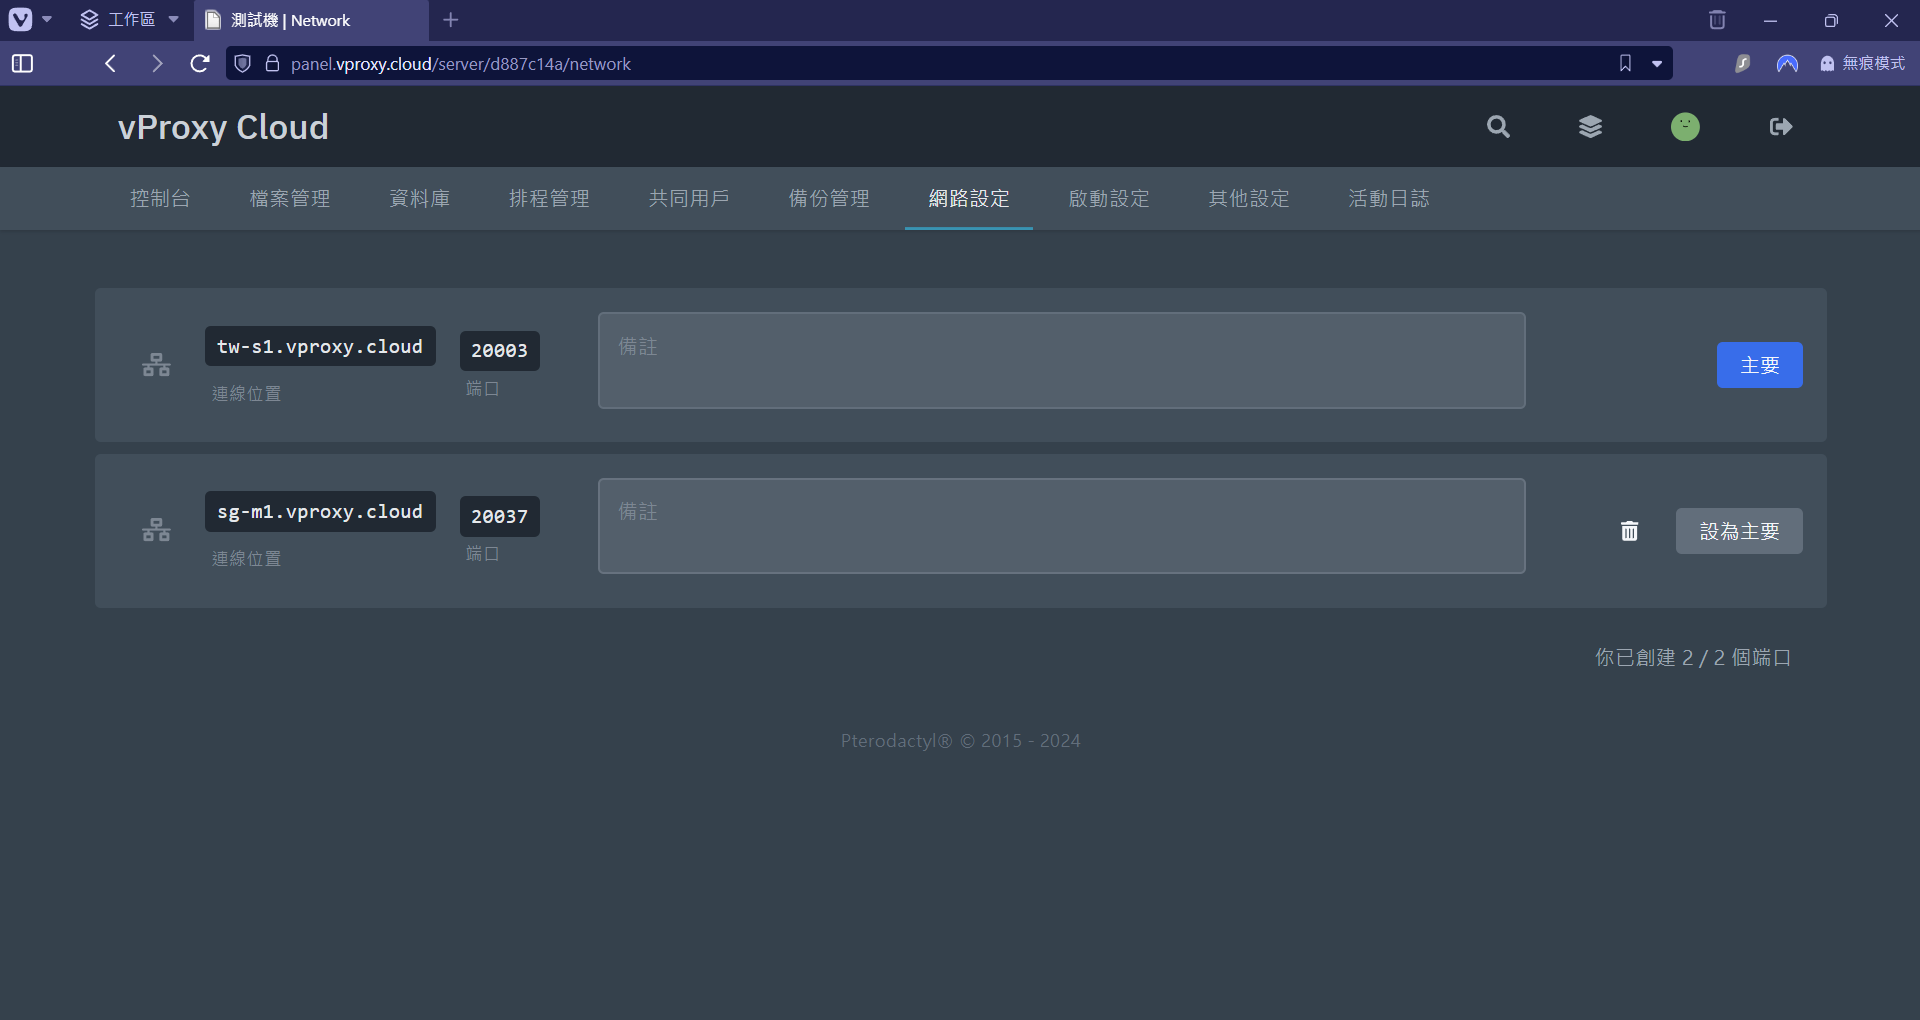 工作區
測試機 | Network
panel.vproxy.cloud/server/d887c14a/network
無痕模式
vProxy Cloud
控制台
檔案管理
資料庫
排程管理
共同用戶
備份管理
網路設定
啟動設定
其他設定
活動日誌
tw-s1.vproxy.cloud
連線位置
20003
端口
備註
主要
sg-m1.vproxy.cloud
連線位置
20037
端口
備註
設為主要
你已創建 2 / 2 個端口
Pterodactyl® © 2015 - 2024